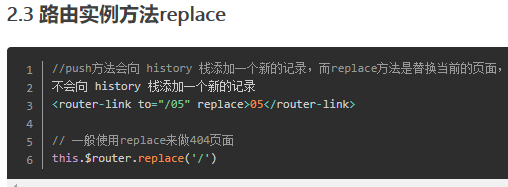 2.3 路由实例方法replace
1 //push方法会向 history 栈添加一个新的记录，而replace方法是替换当前的页面，
2 不会向 history 栈添加一个新的记录
3 <router-link to="/05" replace>05</router-link>
4
5 // 一般使用replace来做404页面
6 this.$router.replace('/')